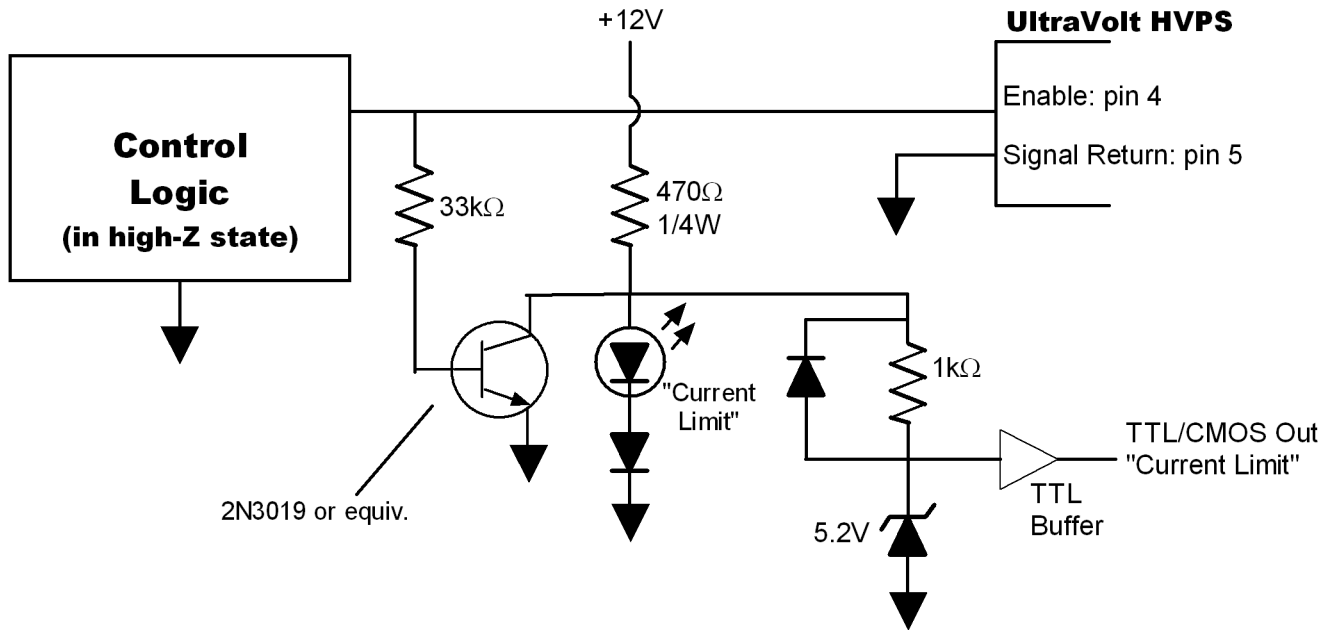 +12V
UltraVolt HVPS
Control
Logic
(in high-Z state)
Enable: pin 4
Signal Return: pin 5
33kΩ
470Ω
1/4W
"Current
Limit"
1kΩ
2N3019 or equiv.
TTL/CMOS Out
"Current Limit"
TTL
Buffer
5.2V